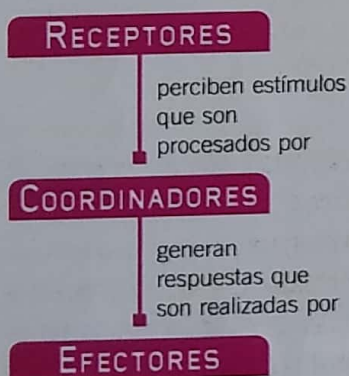 RECEPTORES
perciben estímulos
que son
procesados por
COORDINADORES
generan
respuestas que
son realizadas por
EFECTORES